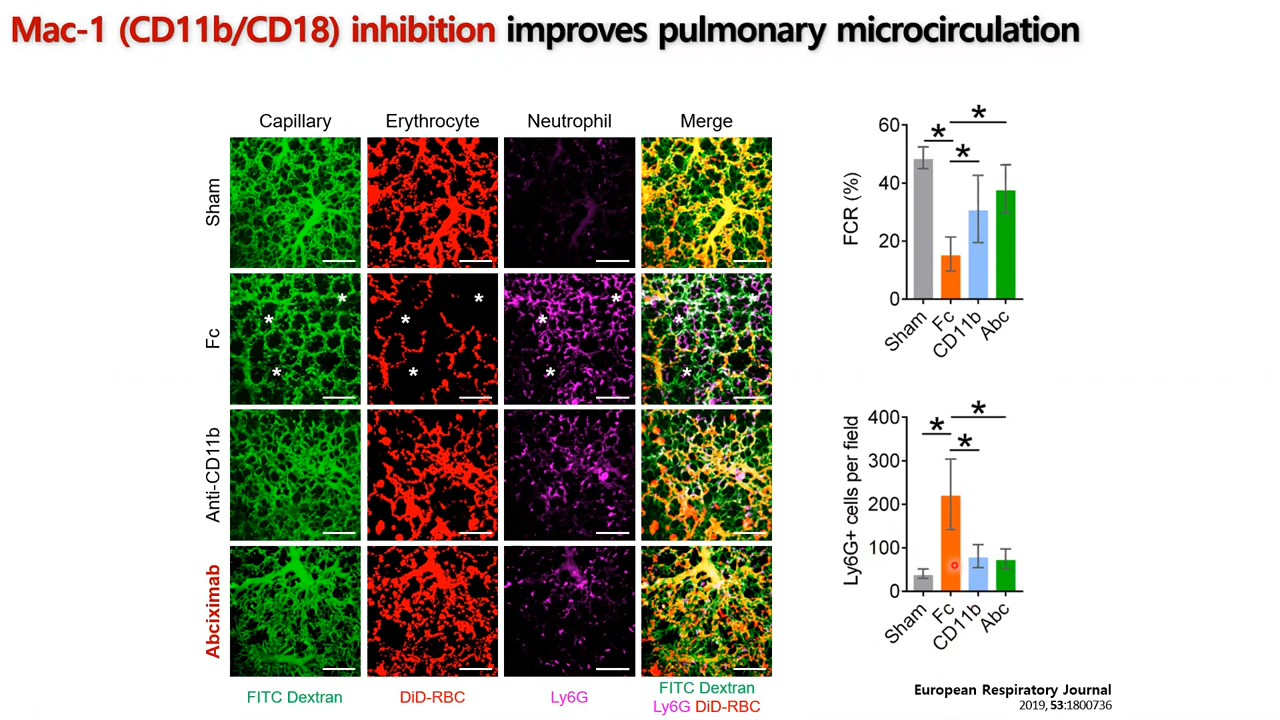 Mac-1 (CD11b/CD18) inhibition improves pulmonary microcirculation
Capillary
Erythrocyte
Neutrophil
Merge
Sham
Fc
Anti-CD11b
Abciximab
* * *
* * *
* * *
* * *
FITC Dextran
DiD-RBC
Ly6G
FITC Dextran
Ly6G DiD-RBC
FCR (%)
60
40
20
0
* * *
Sham
Fc
CD11b
Abc
Ly6G+ cells per field
400
300
200
100
0
* * *
Sham
Fc
CD11b
Abc
European Respiratory Journal
2019, 53:1800736